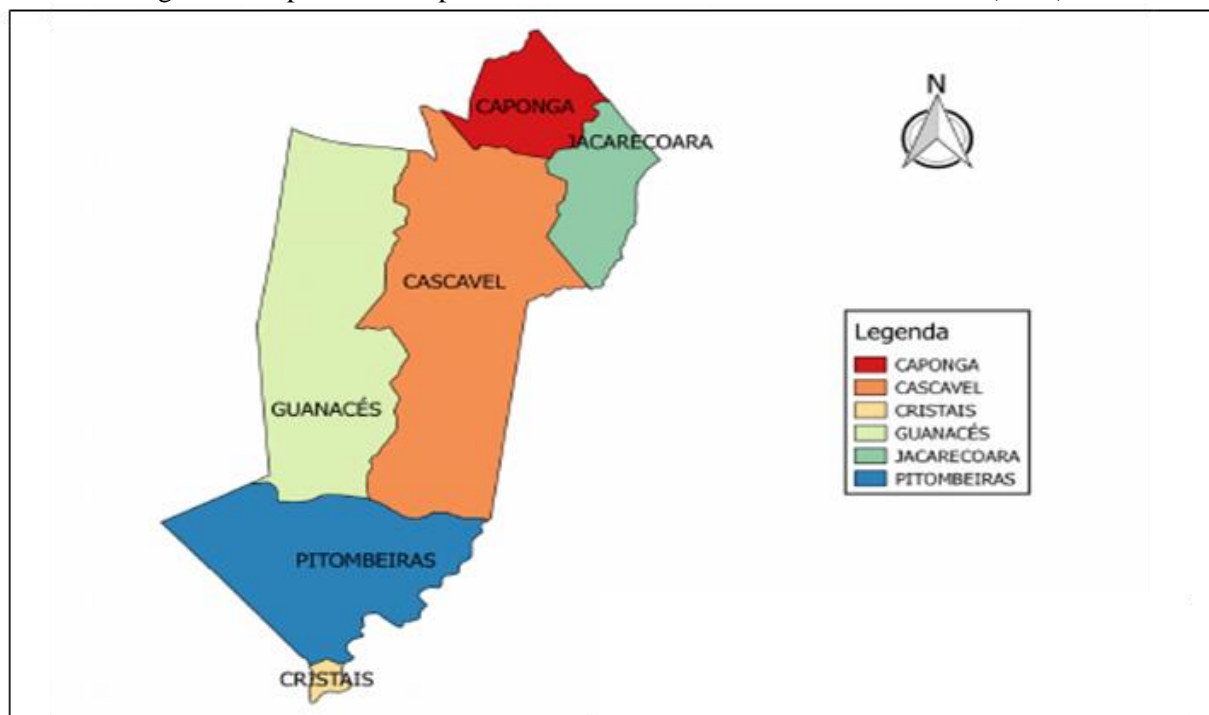 N
CAPONGA
JACARECOARA
CASCAVEL
GUANACÉS
PITOMBEIRAS
CRISTAIS
Legenda
CAPONGA
CASCAVEL
CRISTAIS
GUANACÉS
JACARECOARA
PITOMBEIRAS